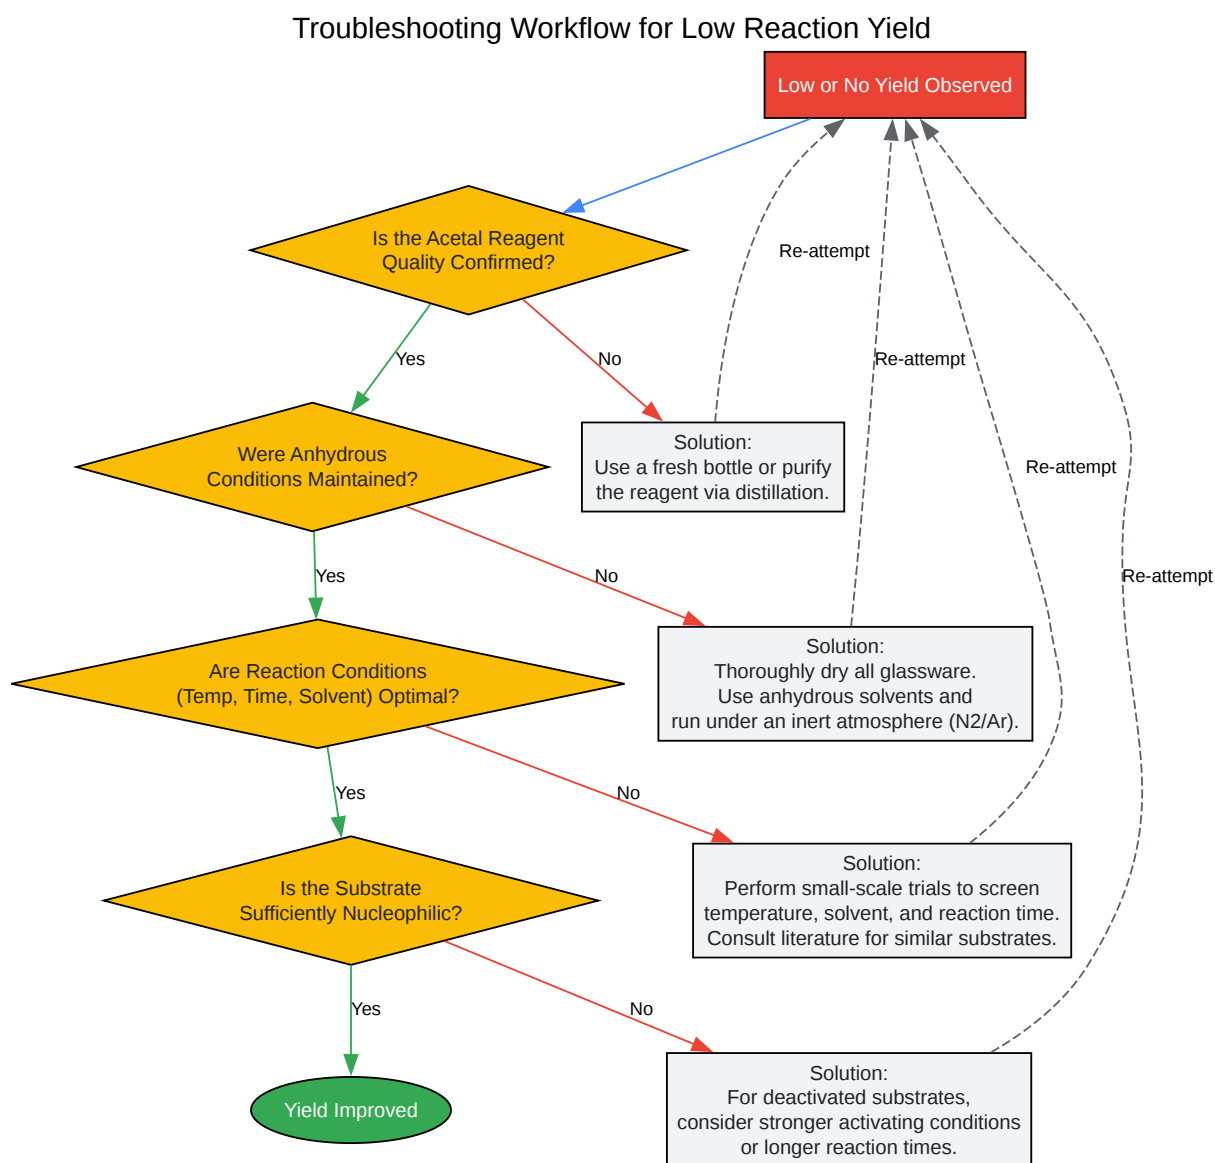 Troubleshooting Workflow for Low Reaction Yield
Low or No Yield Observed
Is the Acetal Reagent
Quality Confirmed?
Re-attempt
Yes
No
Re-attempt
Were Anhydrous
Conditions Maintained?
Solution:
Use a fresh bottle or purify
the reagent via distillation.
Re-attempt
Yes
No
Re-attempt
Are Reaction Conditions
(Temp, Time, Solvent) Optimal?
Solution:
Thoroughly dry all glassware.
Use anhydrous solvents and
run under an inert atmosphere (N2/Ar).
Yes
No
Is the Substrate
Sufficiently Nucleophilic?
Solution:
Perform small-scale trials to screen
temperature, solvent, and reaction time.
Consult literature for similar substrates.
Yes
No
Yield Improved
Solution:
For deactivated substrates,
consider stronger activating conditions
or longer reaction times.